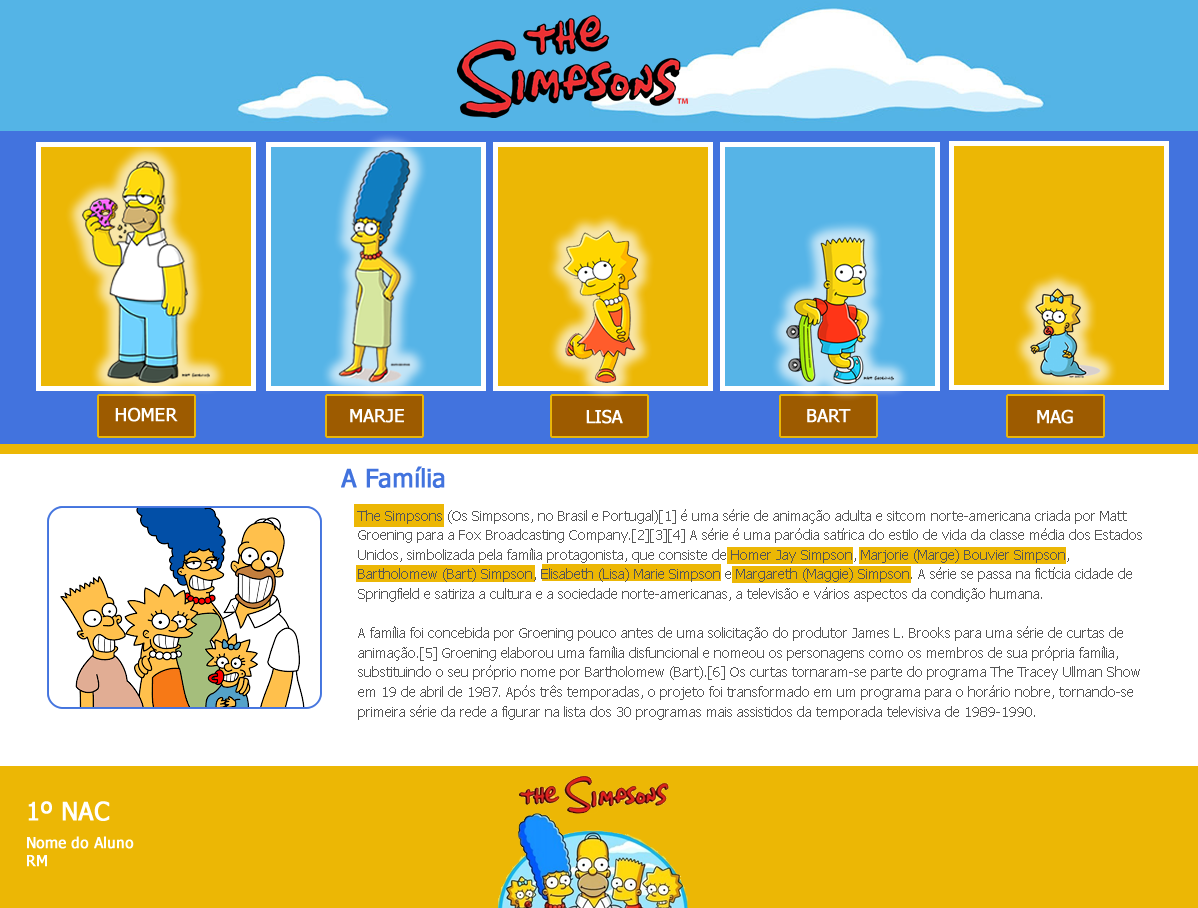 THE
SIMPSONS
TM
HOMER
MARJE
LISA
BART
MAG
A Família
The Simpsons (Os Simpsons, no Brasil e Portugal)[1] é uma série de animação adulta e sitcom norte-americana criada por Matt
Groening para a Fox Broadcasting Company.[2][3][4] A série é uma paródia satírica do estilo de vida da classe média dos Estados
Unidos, simbolizada pela família protagonista, que consiste de Homer Jay Simpson, Marjorie (Marge) Bouvier Simpson,
Bartholomew (Bart) Simpson, Elisabeth (Lisa) Marie Simpson e Margareth (Maggie) Simpson. A série se passa na fictícia cidade de
Springfield e satiriza a cultura e a sociedade norte-americanas, a televisão e vários aspectos da condição humana.
A família foi concebida por Groening pouco antes de uma solicitação do produtor James L. Brooks para uma série de curtas de
animação.[5] Groening elaborou uma família disfuncional e nomeou os personagens como os membros de sua própria família,
substituindo o seu próprio nome por Bartholomew (Bart).[6] Os curtas tornaram-se parte do programa The Tracey Ullman Show
em 19 de abril de 1987. Após três temporadas, o projeto foi transformado em um programa para o horário nobre, tornando-se
primeira série da rede a figurar na lista dos 30 programas mais assistidos da temporada televisiva de 1989-1990.
THE SIMPSONS
1º NAC
Nome do Aluno
RM